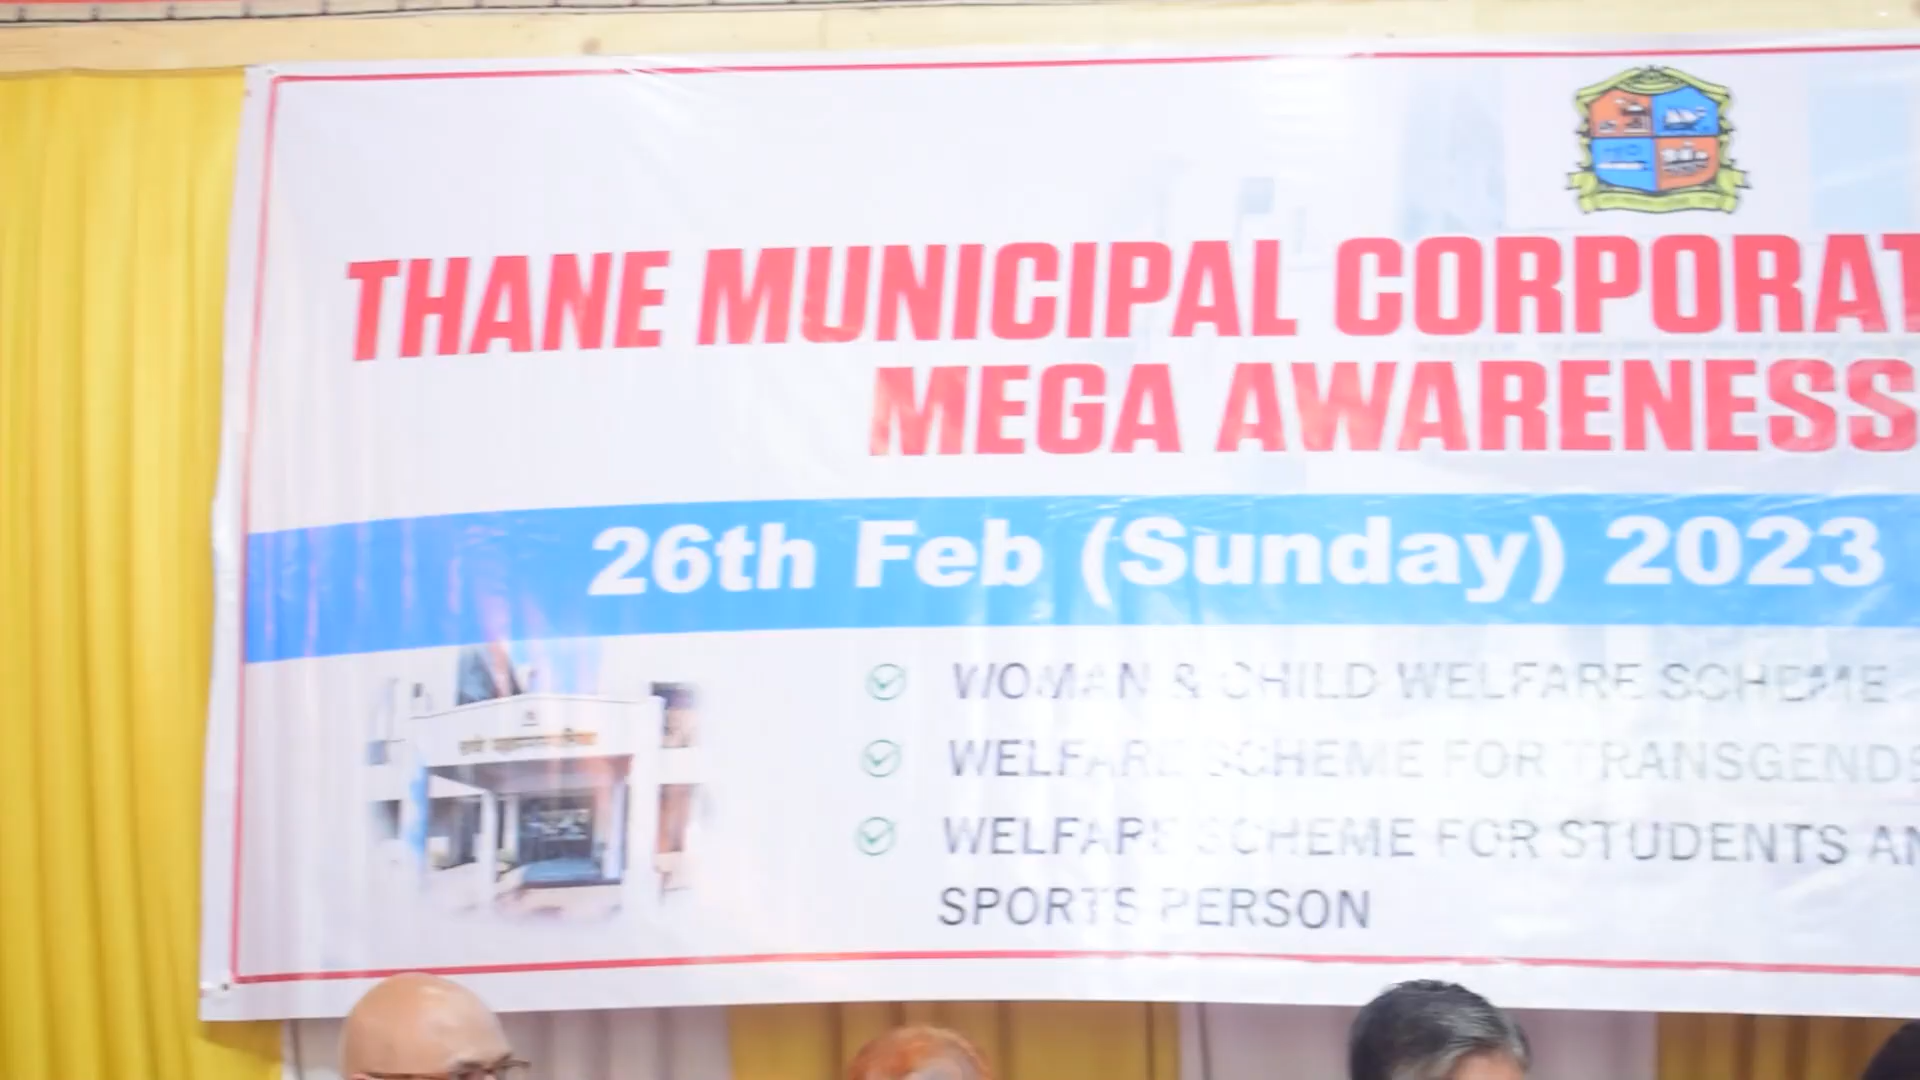 THANE MUNICIPAL CORPORAT
MEGA AWARENESS
26th Feb (Sunday) 2023
WOMAN & CHILD WELFARE SCHEME
WELFARE SCHEME FOR TRANSGENDS
WELFARE SCHEME FOR STUDENTS AN
SPORTS PERSON